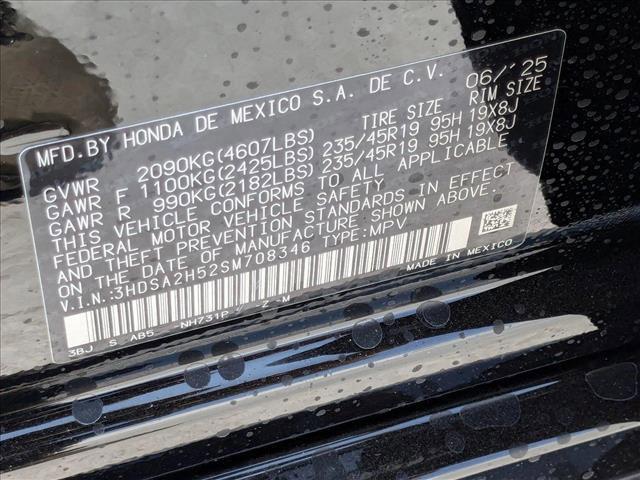 MFD.BY HONDA DE MEXICO S.A. DE C.V. 06/'25
GVWR 2090KG(4607LBS) TIRE SIZE RIM SIZE
GAWR F 1100KG(2425LBS) 235/45R19 95H 19X8J
GAWR R 990KG(2182LBS) 235/45R19 95H 19X8J
THIS VEHICLE CONFORMS TO ALL APPLICABLE
FEDERAL MOTOR VEHICLE SAFETY
AND THEFT PREVENTION STANDARDS IN EFFECT
ON THE DATE OF MANUFACTURE SHOWN ABOVE.
V.I.N.:3HDSA2H52SM708346 TYPE:MPV
MADE IN MEXICO
3BJ S AB5 -NH731P / -Z -M